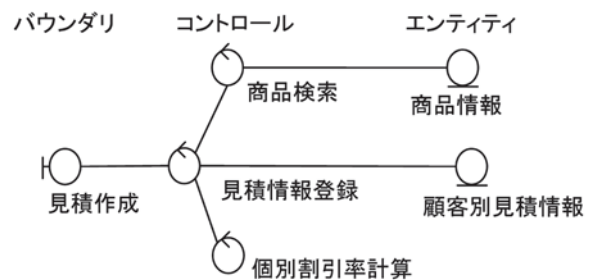 バウンダリ
コントロール
エンティティ
商品検索
商品情報
見積作成
見積情報登録
顧客別見積情報
個別割引率計算